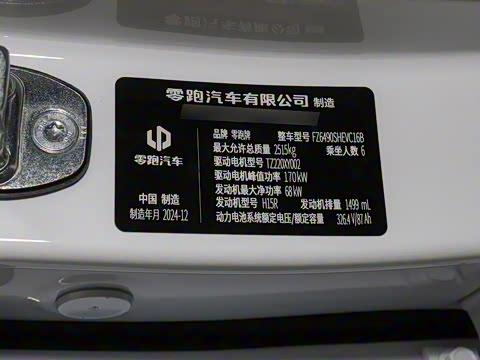 零跑汽车有限公司 制造
品牌 零跑牌 整车型号 FZ6490SHEVC16B
最大允许总质量 2515kg 乘坐人数 6
驱动电机型号 TZ220XY002
驱动电机峰值功率 170kW
发动机最大净功率 68kW
发动机型号 H15R 发动机排量 1499 mL
动力电池系统额定电压/额定容量 326.4V/87Ah
零跑汽车
中国 制造
制造年月 2024-12